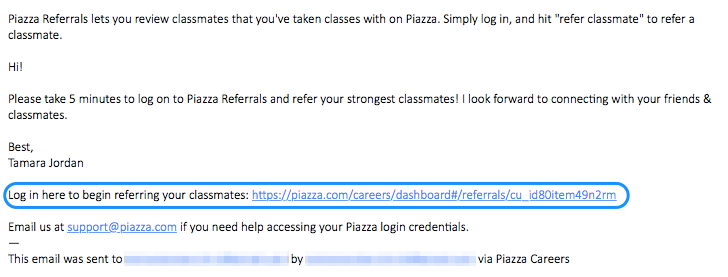 Piazza Referrals lets you review classmates that you've taken classes with on Piazza. Simply log in, and hit "refer classmate" to refer a
classmate.
Hi!
Please take 5 minutes to log on to Piazza Referrals and refer your strongest classmates! I look forward to connecting with your friends &
classmates.
Best,
Tamara Jordan
Log in here to begin referring your classmates: https://piazza.com/careers/dashboard#/referrals/cu_id80item49n2rm
Email us at support@piazza.com if you need help accessing your Piazza login credentials.
—
This email was sent to by via Piazza Careers